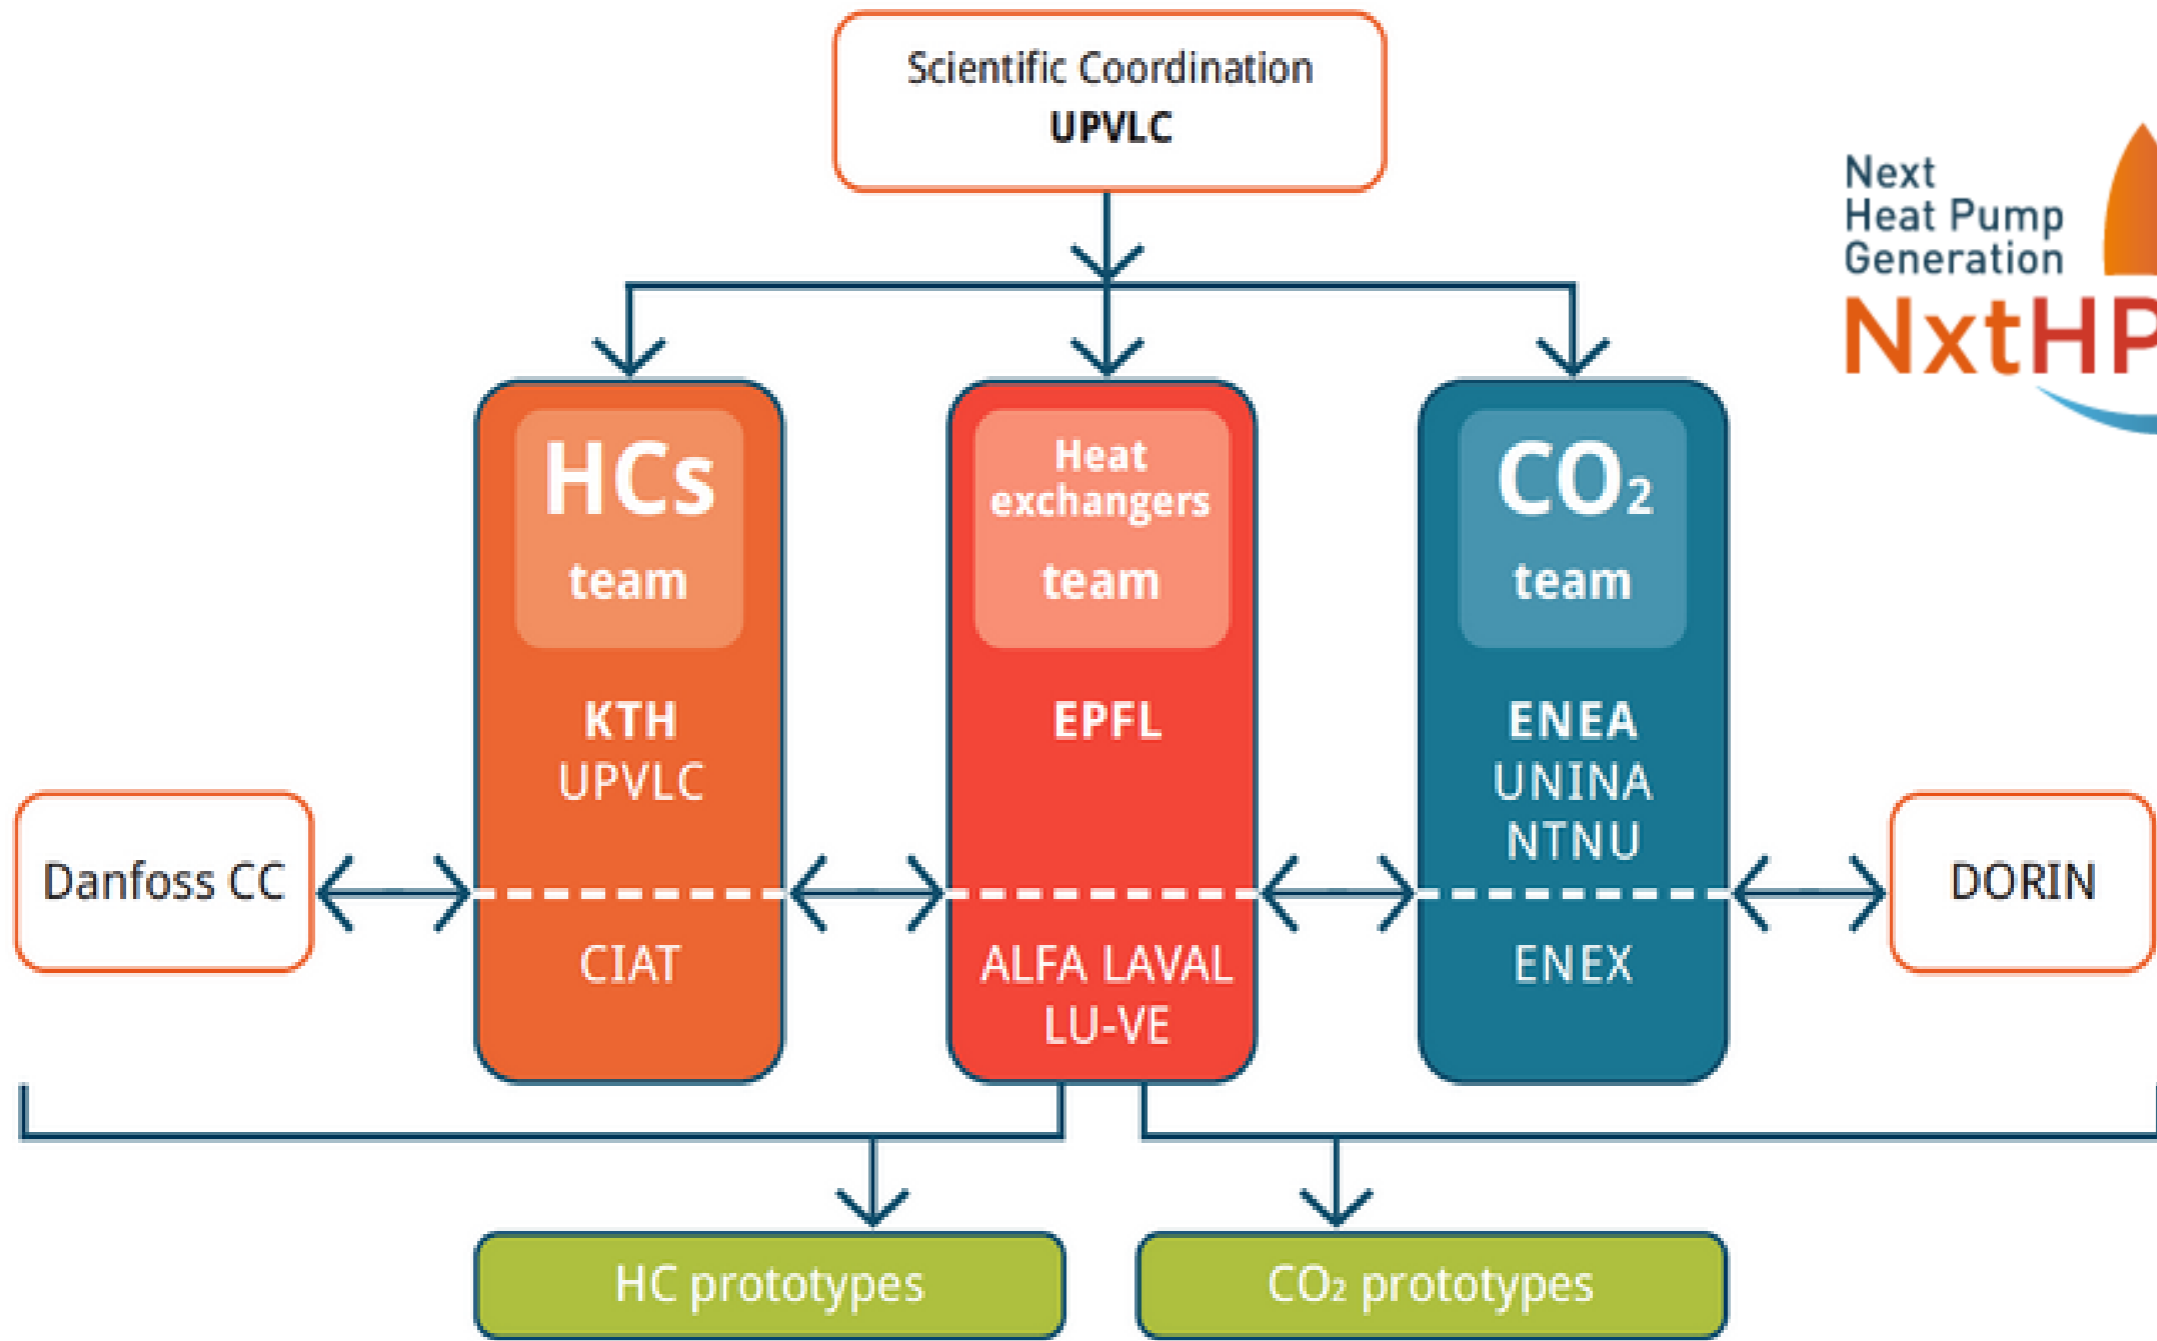 Scientific Coordination
UPVLC
Next
Heat Pump
Generation
NxtHP
HCs
team
KTH
UPVLC
CIAT
Heat
exchangers
team
EPFL
ALFA LAVAL
LU-VE
CO₂
team
ENEA
UNINA
NTNU
ENEX
Danfoss CC
DORIN
HC prototypes
CO₂ prototypes